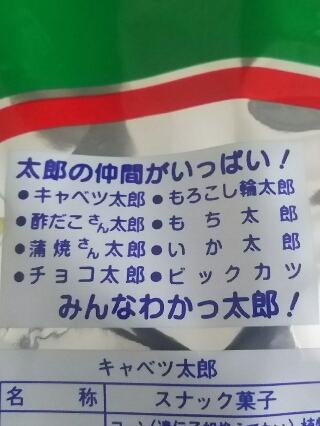 太郎の仲間がいっぱい!
●キャベツ太郎●もろこし輪太郎
●酢だこさん太郎●もち太郎
●蒲焼さん太郎●いか太郎
●チョコ太郎●ビックカツ
みんなわかっ太郎!
キャベツ太郎
名称 スナック菓子